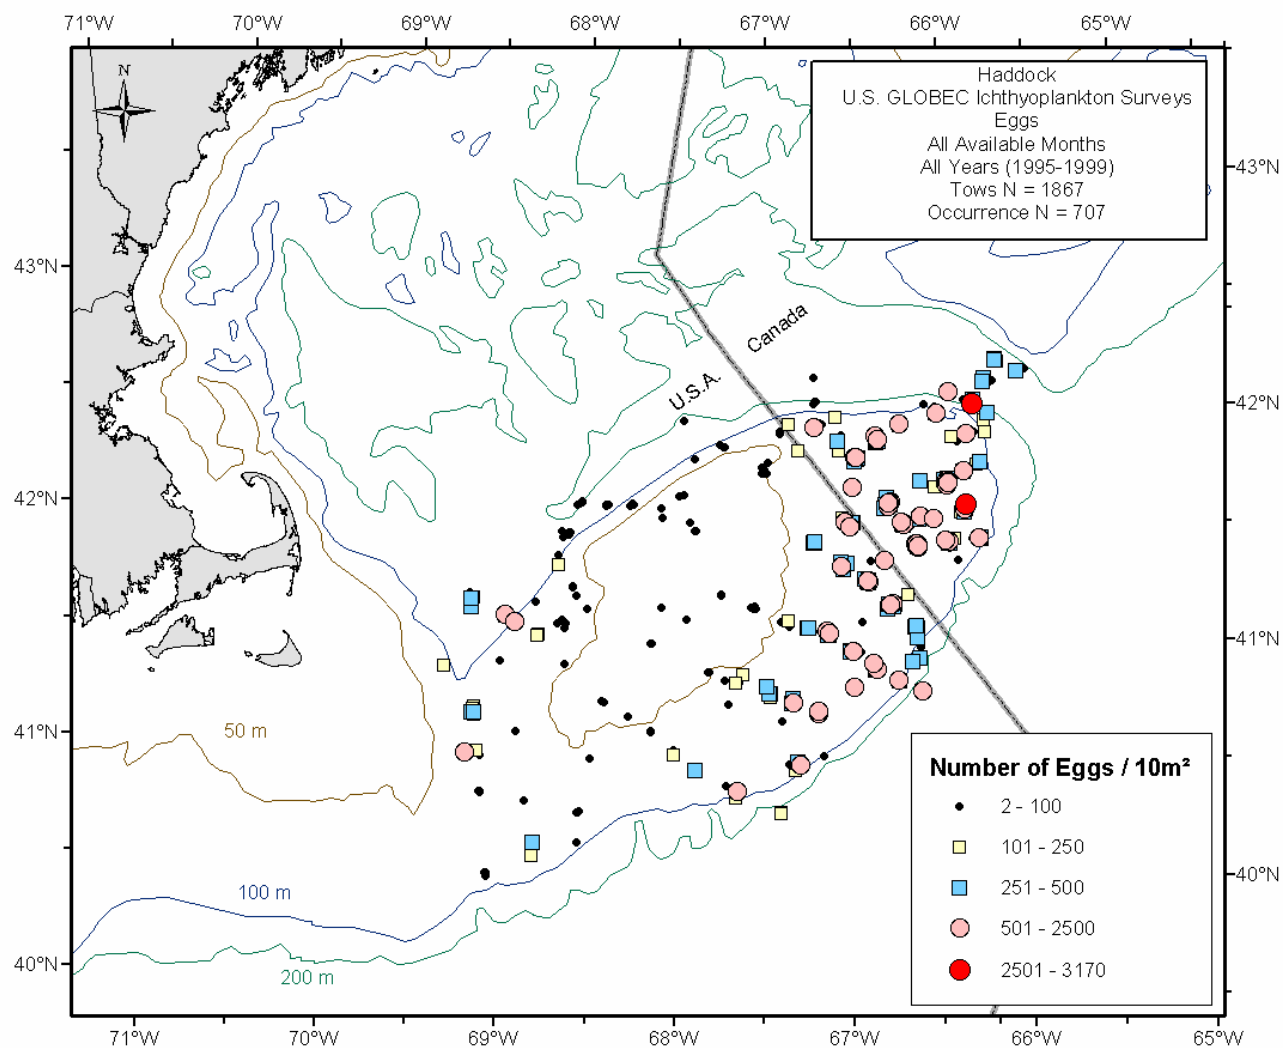 71°W 70°W 69°W 68°W 67°W 66°W 65°W
N
Haddock
U.S. GLOBEC Ichthyoplankton Surveys
Eggs
All Available Months
All Years (1995-1999)
Tows N = 1867
Occurrence N = 707
43°N
43°N
Canada
U.S.A.
42°N
42°N
41°N
41°N
50 m
Number of Eggs / 10m²
2 - 100
101 - 250
251 - 500
501 - 2500
2501 - 3170
40°N
100 m
40°N
200 m
71°W 70°W 69°W 68°W 67°W 66°W 65°W